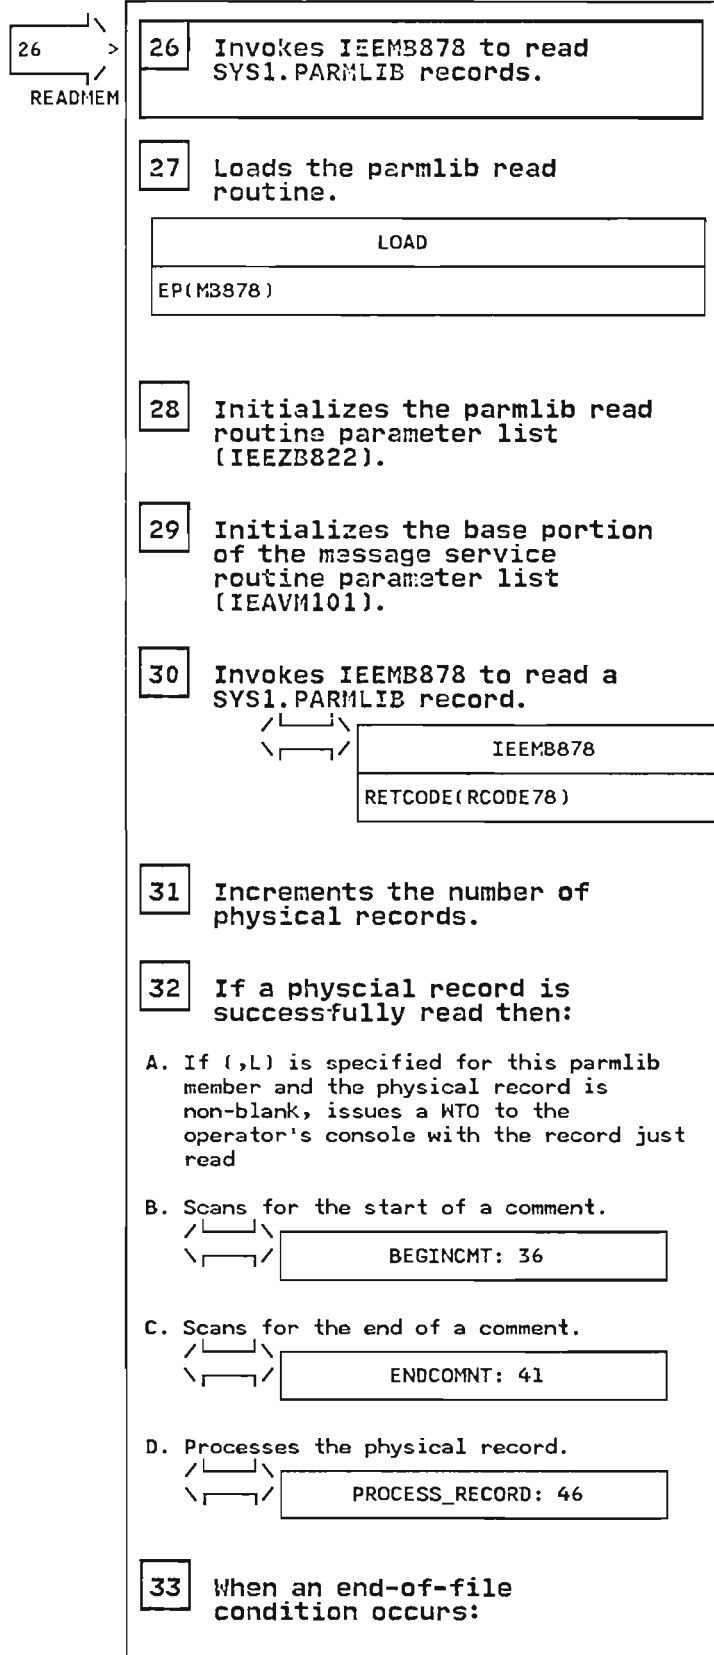 26 >
READMEM
26 Invokes IEEMB878 to read
SYS1.PARMLIB records.
27 Loads the parmlib read
routine.
LOAD
EP(MB878)
28 Initializes the parmlib read
routine parameter list
(IEEZB822).
29 Initializes the base portion
of the message service
routine parameter list
(IEAVM101).
30 Invokes IEEMB878 to read a
SYS1.PARMLIB record.
IEEMB878
RETCODE(RCODE78)
31 Increments the number of
physical records.
32 If a physcial record is
successfully read then:
A. If (,L) is specified for this parmlib
member and the physical record is
non-blank, issues a WTO to the
operator's console with the record just
read
B. Scans for the start of a comment.
BEGINCMT: 36
C. Scans for the end of a comment.
ENDCOMNT: 41
D. Processes the physical record.
PROCESS_RECORD: 46
33 When an end-of-file
condition occurs: